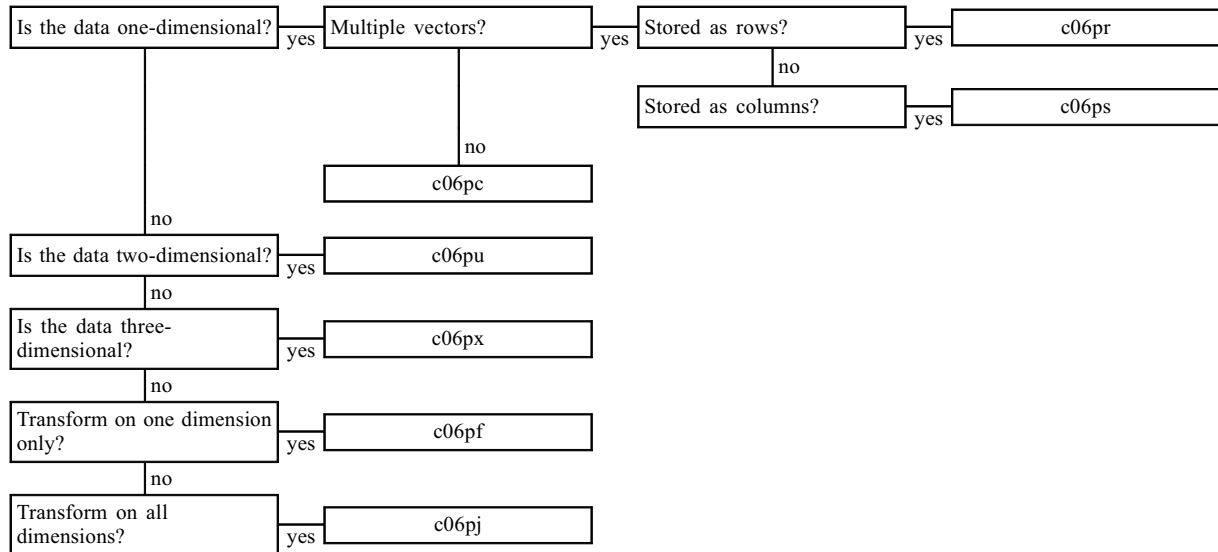 Is the data one-dimensional?
yes
Multiple vectors?
yes
Stored as rows?
yes
c06pr
no
Stored as columns?
yes
c06ps
no
c06pc
no
Is the data two-dimensional?
yes
c06pu
no
Is the data three-
dimensional?
yes
c06px
no
Transform on one dimension
only?
yes
c06pf
no
Transform on all
dimensions?
yes
c06pj